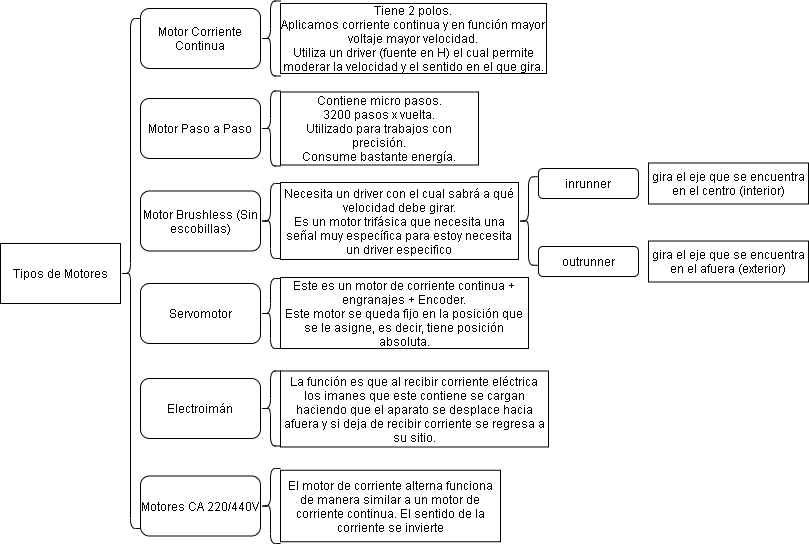 Tipos de Motores
Motor Corriente
Continua
Tiene 2 polos.
Aplicamos corriente continua y en función mayor
voltaje mayor velocidad.
Utiliza un driver (fuente en H) el cual permite
moderar la velocidad y el sentido en el que gira.
Motor Paso a Paso
Contiene micro pasos.
3200 pasos x vuelta.
Utilizado para trabajos con
precisión.
Consume bastante energía.
Motor Brushless (Sin
escobillas)
Necesita un driver con el cual sabrá a qué
velocidad debe girar.
Es un motor trifásica que necesita una
señal muy específica para estoy necesita
un driver especifico
inrunner
gira el eje que se encuentra
en el centro (interior)
outrunner
gira el eje que se encuentra
en el afuera (exterior)
Servomotor
Este es un motor de corriente continua +
engranajes + Encoder.
Este motor se queda fijo en la posición que
se le asigne, es decir, tiene posición
absoluta.
Electroimán
La función es que al recibir corriente eléctrica
los imanes que este contiene se cargan
haciendo que el aparato se desplace hacia
afuera y si deja de recibir corriente se regresa a
su sitio.
Motores CA 220/440V
El motor de corriente alterna funciona
de manera similar a un motor de
corriente continua. El sentido de la
corriente se invierte